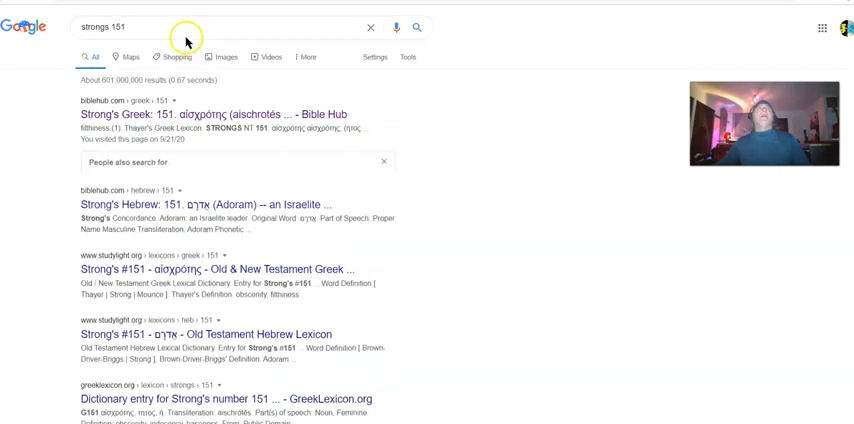 Google
strongs 151
All Maps Shopping Images Videos More Settings Tools
About 601,000,000 results (0.67 seconds)
biblehub.com › greek › 151
Strong's Greek: 151. αἰσχρότης (aischrotés ... - Bible Hub
filthiness (1). Thayer's Greek Lexicon. STRONGS NT 151: αἰσχρότης αἰσχρότης, (ητος ...
You visited this page on 9/21/20
People also search for
biblehub.com › hebrew › 151
Strong's Hebrew: 151. אֲדֹרָם (Adoram) -- an Israelite ...
Strong's Concordance. Adoram: an Israelite leader. Original Word: אֲדֹרָם. Part of Speech: Proper
Name Masculine Transliteration: Adoram Phonetic ...
www.studylight.org › lexicons › greek › 151
Strong's #151 - αἰσχρότης - Old & New Testament Greek ...
Old / New Testament Greek Lexical Dictionary. Entry for Strong's #151 ... Word Definition [
Thayer | Strong | Mounce ]. Thayer's Definition. obscenity, filthiness
www.studylight.org › lexicons › heb › 151
Strong's #151 - אֲדֹרָם - Old Testament Hebrew Lexicon
Old Testament Hebrew Lexical Dictionary. Entry for Strong's #151 ... Word Definition [ Brown-
Driver-Briggs | Strong ]. Brown-Driver-Briggs' Definition. Adoram ...
greeklexicon.org › lexicon › strongs › 151
Dictionary entry for Strong's number 151 ... - GreekLexicon.org
G151 αἰσχρότης, ητος, ἡ. Transliteration: aischrotés. Part(s) of speech: Noun, Feminine
Definition: obscenity, indecency, baseness. From: Public Domain